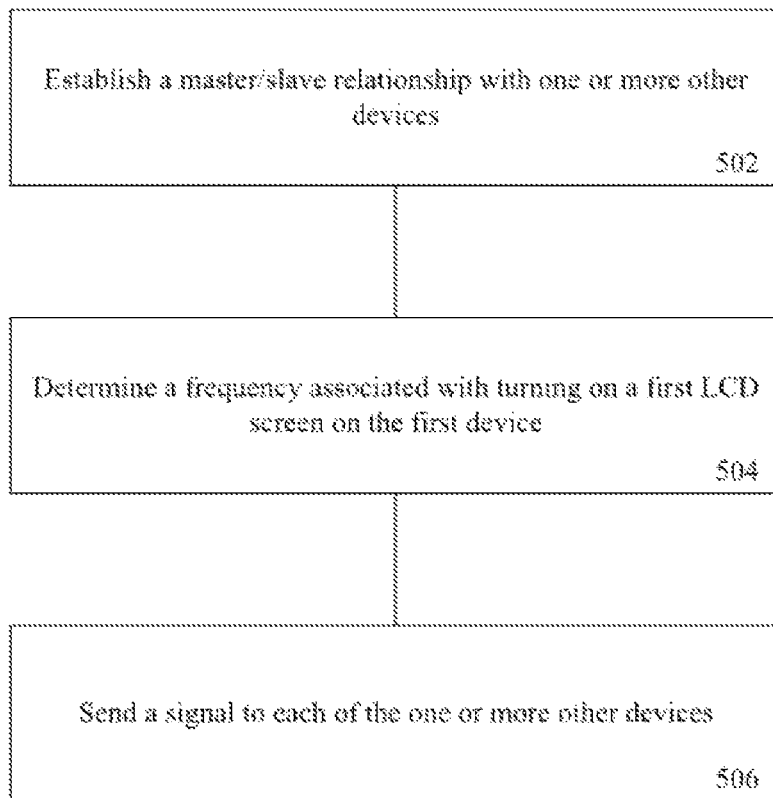 Establish a master/slave relationship with one or more other
devices
502
Determine a frequency associated with turning on a first LCD
screen on the first device
504
Send a signal to each of the one or more other devices
506